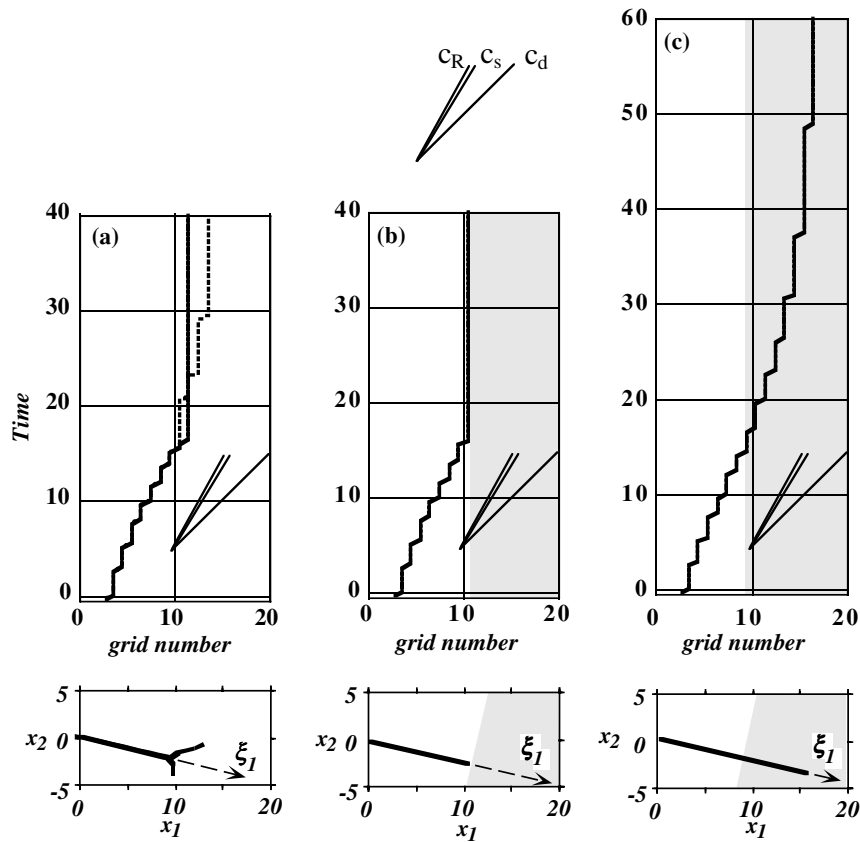 60
(c)
c_R c_s c_d
50
40 40 40
(a) (b)
30 30 30
Time
20 20 20
10 10 10
0 0 0
0 10 20 0 10 20 0 10 20
grid number grid number grid number
5 5 5
x_2 0 x_2 0 x_2 0
ξ_1 ξ_1 ξ_1
-5 -5 -5
0 10 20 0 10 20 0 10 20
x_1 x_1 x_1